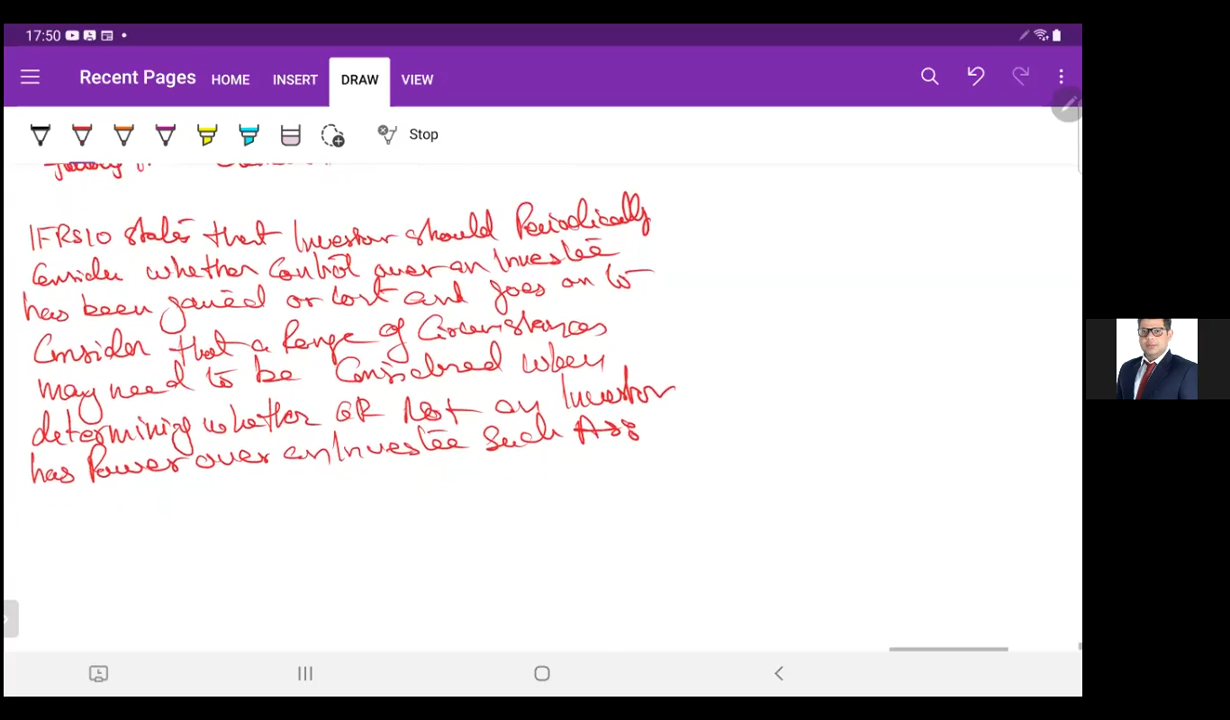 17:50
Recent Pages HOME INSERT DRAW VIEW
Stop
IFRS10 states that Investor should Periodically
Consider whether Control over an Investee
has been gained or lost and goes on to
Consider that a Range of Circumstances
may need to be Considered when
determining whether OR Not an Investor
has Power over an Investee Such As: